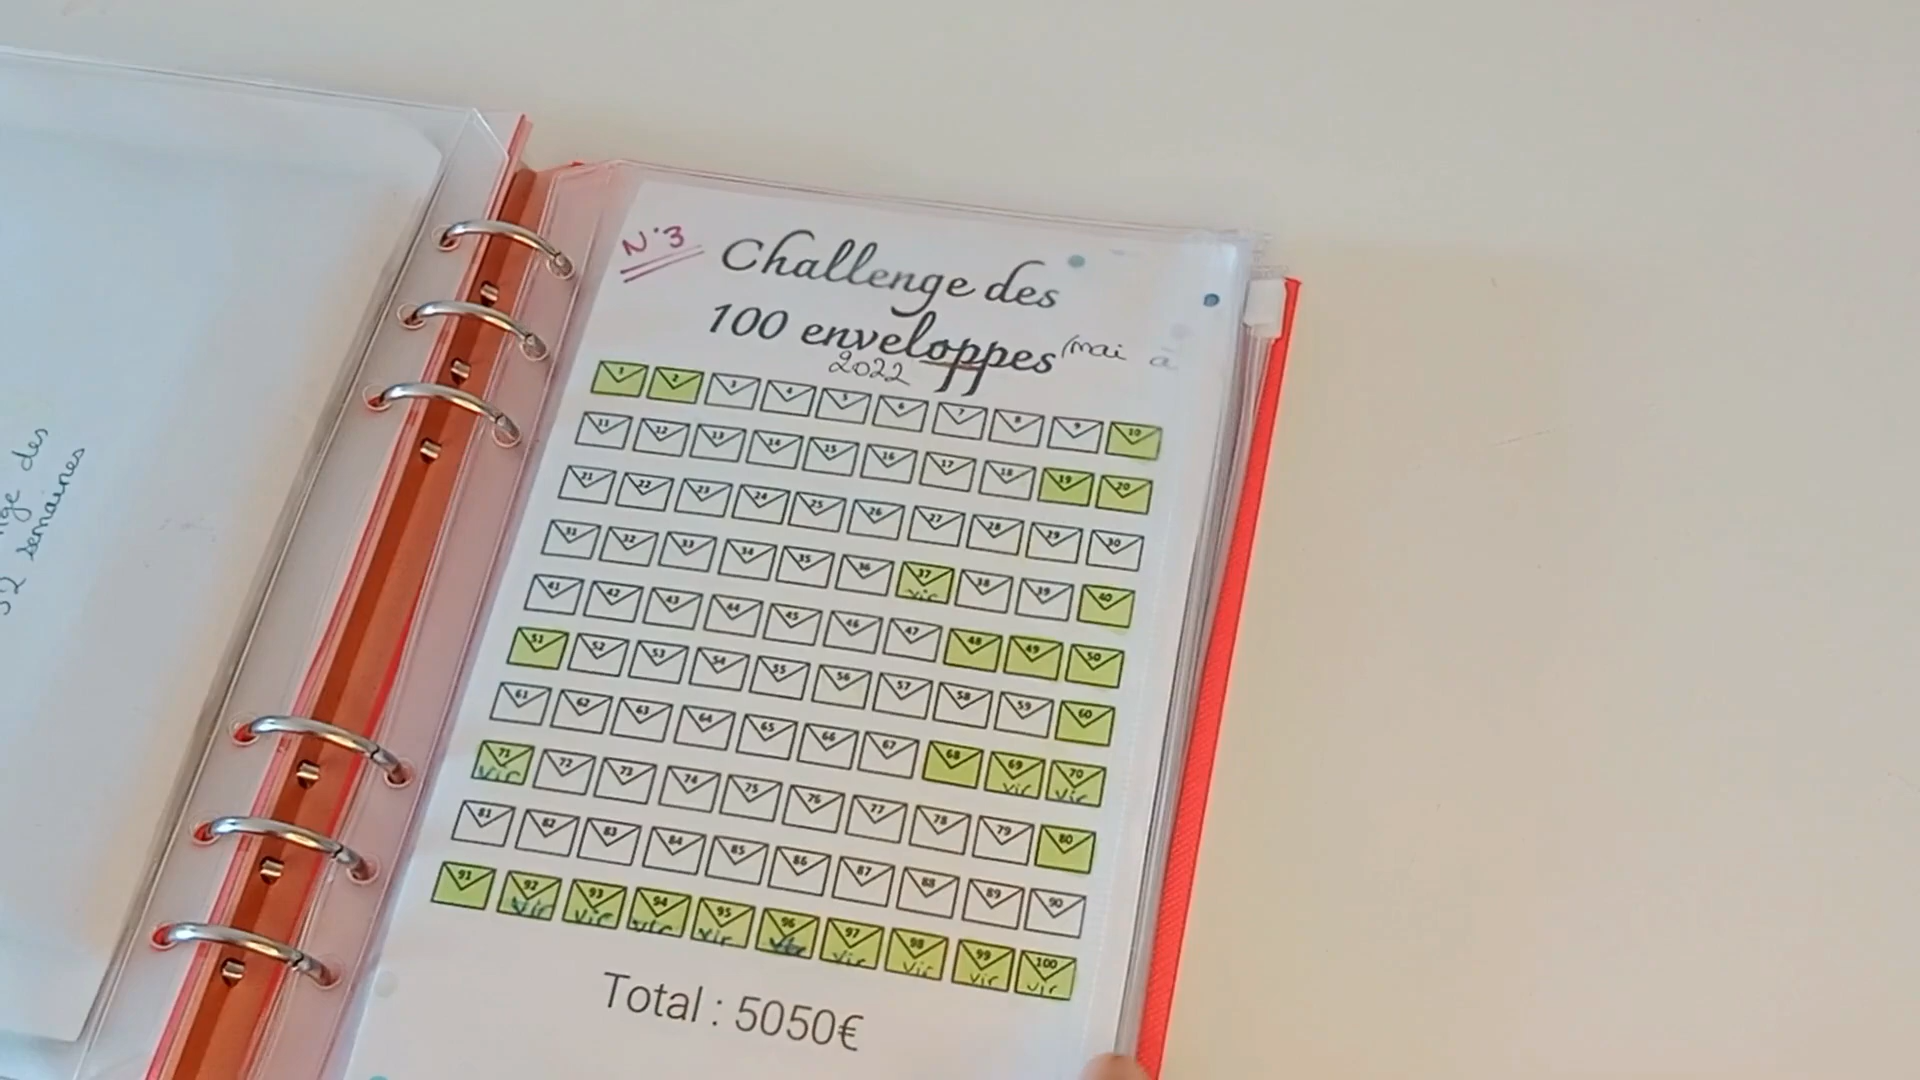 N°3
Challenge des
100 enveloppes (mai à
2022
1 2 3 4 5 6 7 8 9 10
11 12 13 14 15 16 17 18 19 20
21 22 23 24 25 26 27 28 29 30
31 32 33 34 35 36 37 38 39 40
vir
41 42 43 44 45 46 47 48 49 50
51 52 53 54 55 56 57 58 59 60
61 62 63 64 65 66 67 68 69 70
vir vir
71 72 73 74 75 76 77 78 79 80
vir
81 82 83 84 85 86 87 88 89 90
91 92 93 94 95 96 97 98 99 100
vir vir vir vir vir vir vir vir vir
Total : 5050€
des
52 semaines